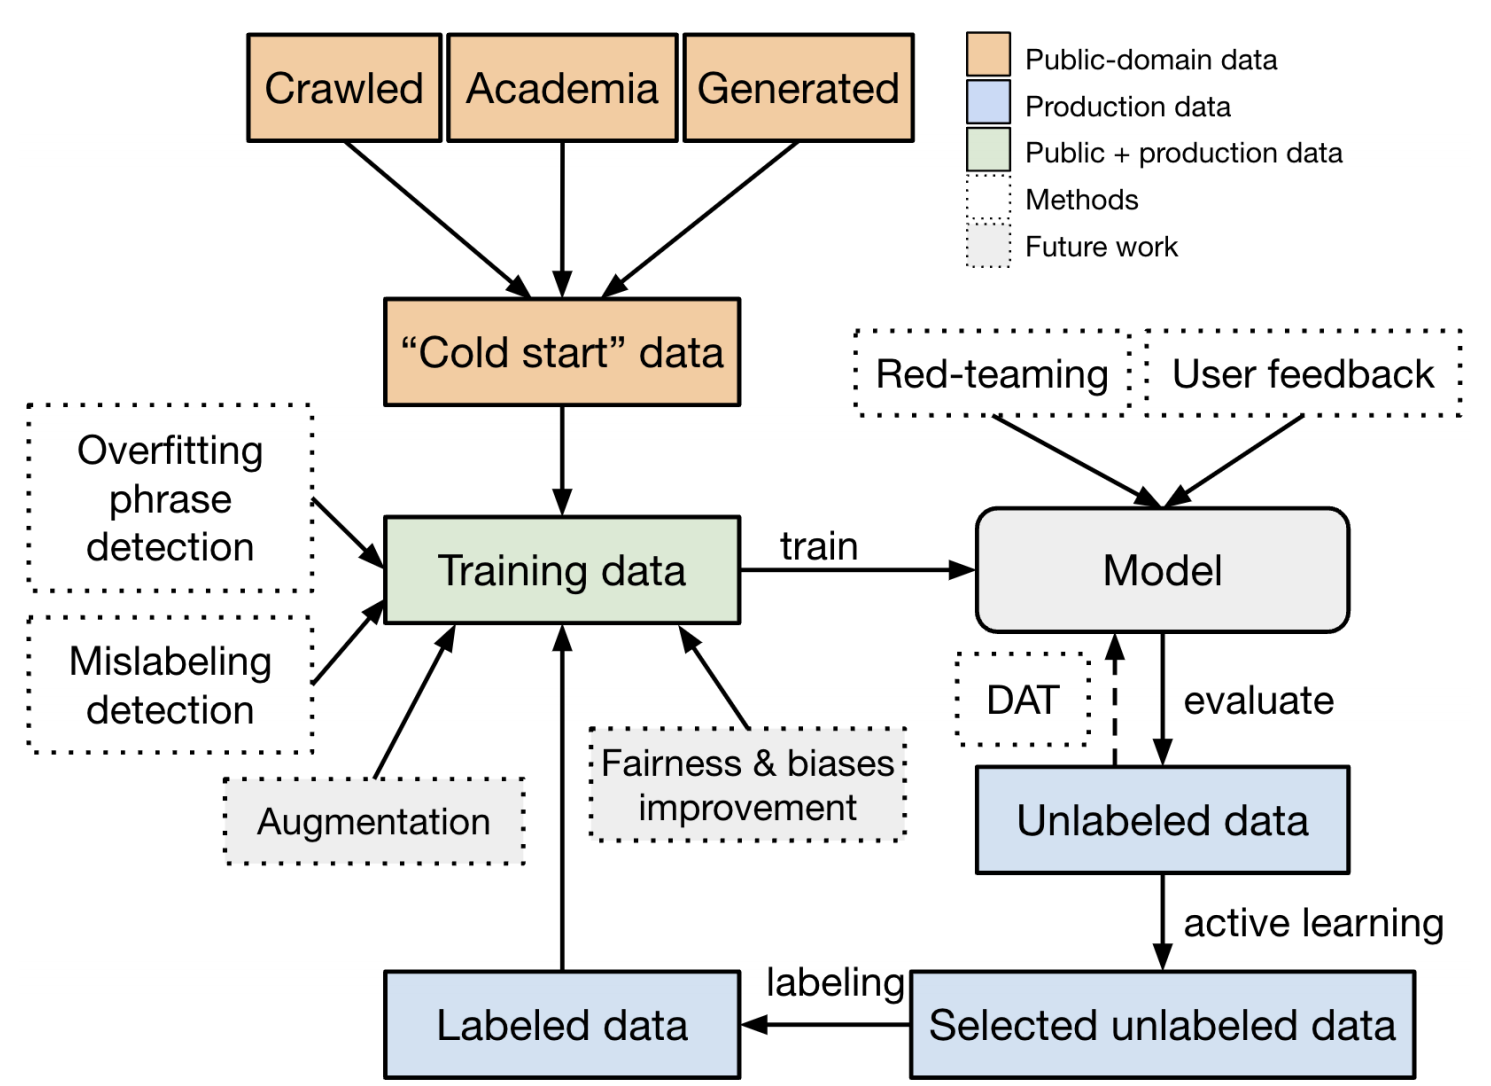 Crawled
Academia
Generated
Public-domain data
Production data
Public + production data
Methods
Future work
“Cold start” data
Red-teaming
User feedback
Overfitting
phrase
detection
Training data
train
Model
Mislabeling
detection
DAT
evaluate
Fairness & biases
improvement
Augmentation
Unlabeled data
active learning
labeling
Labeled data
Selected unlabeled data